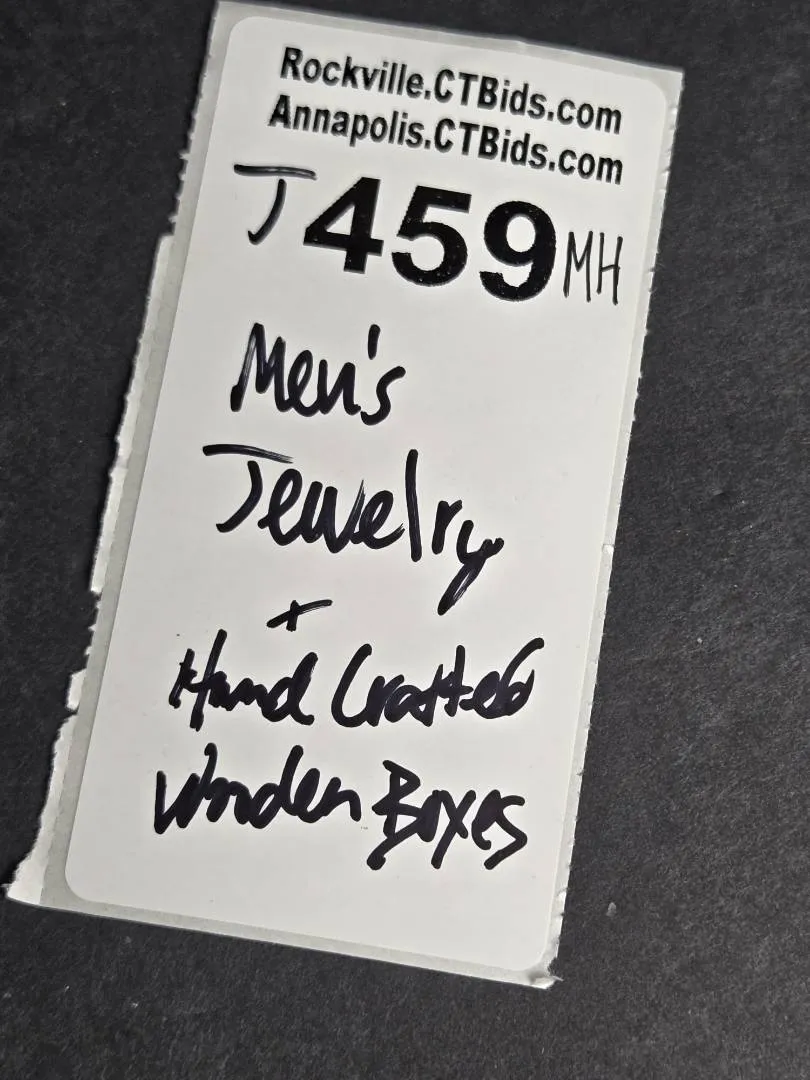 Rockville.CTBids.com
Annapolis.CTBids.com
J459MH
Men's
Jewelry
+
Hand Crafted
Wooden Boxes